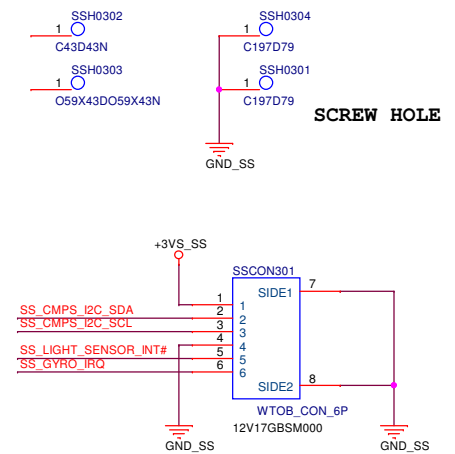 SSH0302
1
C43D43N
SSH0304
1
C197D79
SSH0303
1
O59X43DO59X43N
SSH0301
1
C197D79
SCREW HOLE
GND_SS
+3VS_SS
SSCON301
1 1
SIDE1 7
SS_CMPS_I2C_SDA 2 2
SS_CMPS_I2C_SCL 3 3
4 4
SS_LIGHT_SENSOR_INT# 5 5
SS_GYRO_IRQ 6 6
SIDE2 8
WTOB_CON_6P
12V17GBSM000
GND_SS
GND_SS